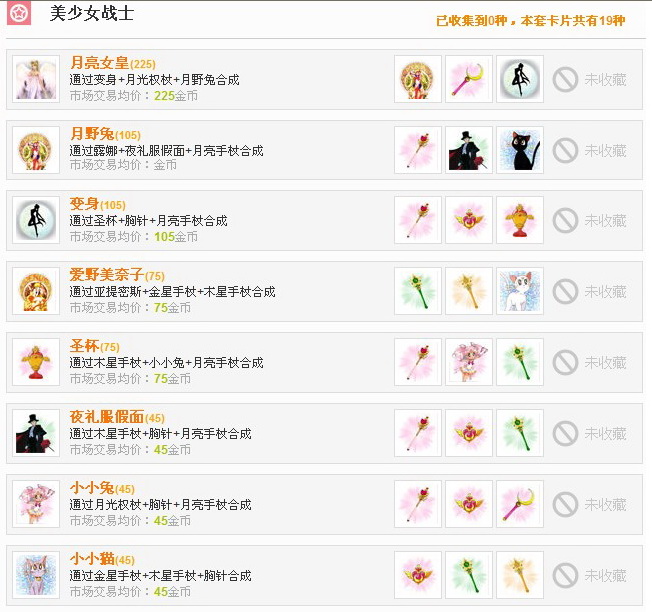 美少女战士
已收集到0种，本套卡片共有19种
月亮女皇(225)
通过变身+月光权杖+月野兔合成
市场交易均价：225金币
未收藏
月野兔(105)
通过露娜+夜礼服假面+月亮手杖合成
市场交易均价：金币
未收藏
变身(105)
通过圣杯+胸针+月亮手杖合成
市场交易均价：105金币
未收藏
爱野美奈子(75)
通过亚提密斯+金星手杖+木星手杖合成
市场交易均价：75金币
未收藏
圣杯(75)
通过木星手杖+小小兔+月亮手杖合成
市场交易均价：75金币
未收藏
夜礼服假面(45)
通过木星手杖+胸针+月亮手杖合成
市场交易均价：45金币
未收藏
小小兔(45)
通过月光权杖+胸针+月亮手杖合成
市场交易均价：45金币
未收藏
小小猫(45)
通过金星手杖+木星手杖+胸针合成
市场交易均价：45金币
未收藏